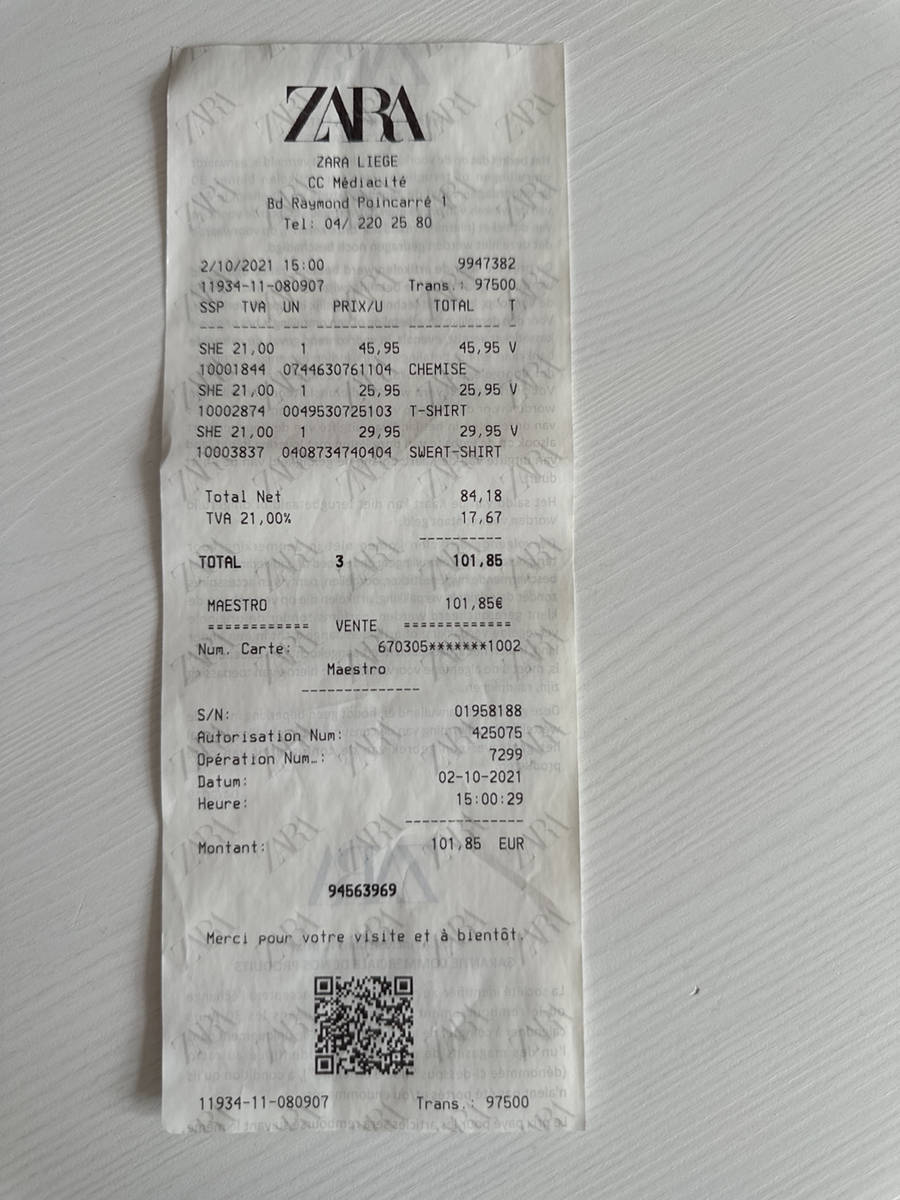 ZARA
ZARA LIEGE
CC Médiacité
Bd Raymond Poincarré 1
Tel: 04/ 220 25 80
2/10/2021 15:00 9947382
11934-11-080907 Trans.: 97500
SSP TVA UN PRIX/U TOTAL T
--- ----- --- ---------- ----------- -
SHE 21,00 1 45,95 45,95 V
10001844 0744630761104 CHEMISE
SHE 21,00 1 25,95 25,95 V
10002874 0049530725103 T-SHIRT
SHE 21,00 1 29,95 29,95 V
10003837 0408734740404 SWEAT-SHIRT
Total Net 84,18
TVA 21,00% 17,67
----------
TOTAL 3 101,85
MAESTRO 101,85€
============ VENTE =============
Num. Carte: 670305*******1002
Maestro
--------------
S/N: 01958188
Autorisation Num: 425075
Opération Num…: 7299
Datum: 02-10-2021
Heure: 15:00:29
--------------
Montant: 101,85 EUR
94563969
Merci pour votre visite et à bientôt.
11934-11-080907 Trans.: 97500